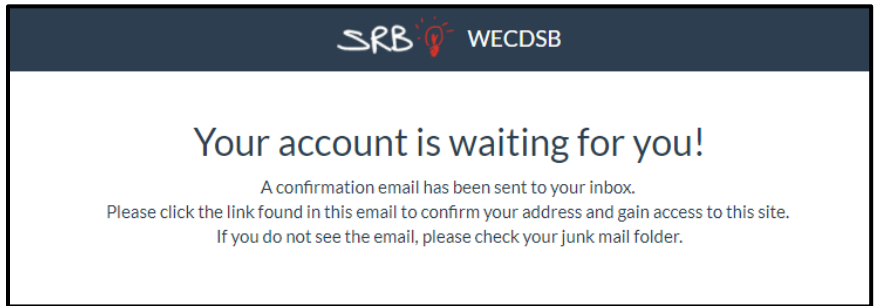 SRB WECDSB
Your account is waiting for you!
A confirmation email has been sent to your inbox.
Please click the link found in this email to confirm your address and gain access to this site.
If you do not see the email, please check your junk mail folder.